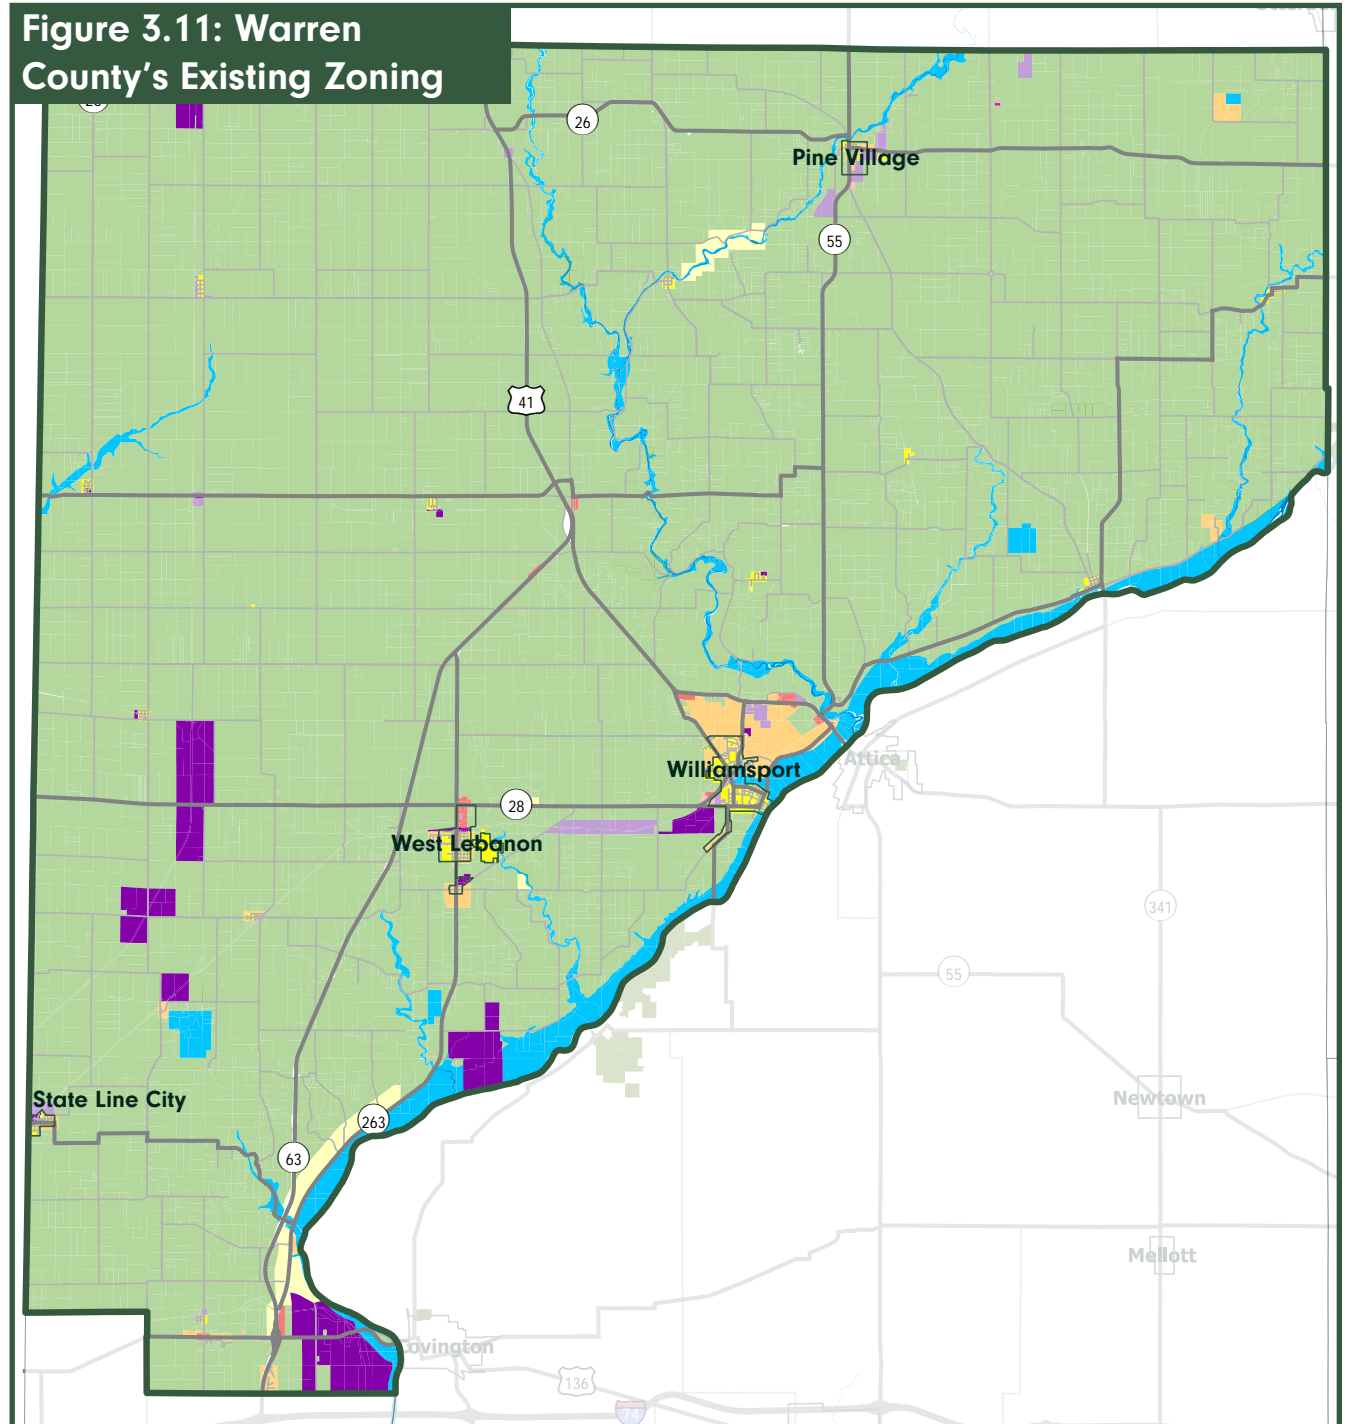 Figure 3.11: Warren
County's Existing Zoning
26
Pine Village
55
41
Williamsport
Attica
28
West Lebanon
341
55
State Line City
Newtown
263
63
Mellott
Covington
136
74